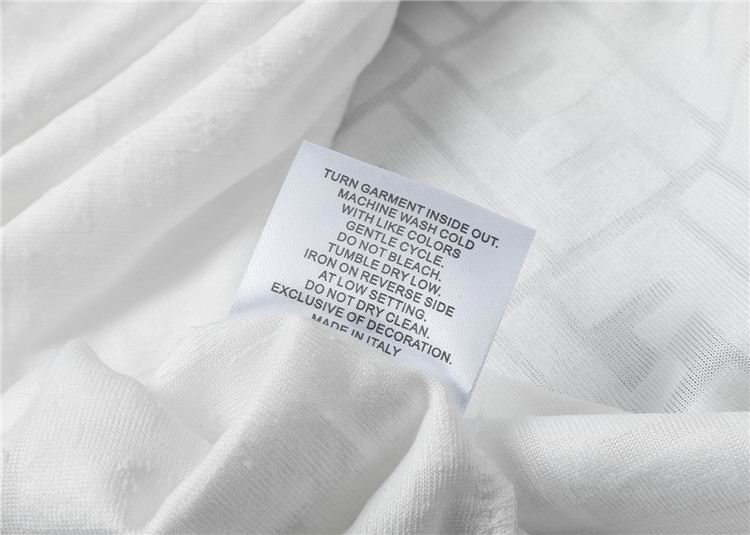 TURN GARMENT INSIDE OUT.
MACHINE WASH COLD
WITH LIKE COLORS
GENTLE CYCLE.
DO NOT BLEACH.
TUMBLE DRY LOW.
IRON ON REVERSE SIDE
AT LOW SETTING.
DO NOT DRY CLEAN.
EXCLUSIVE OF DECORATION.
MADE IN ITALY